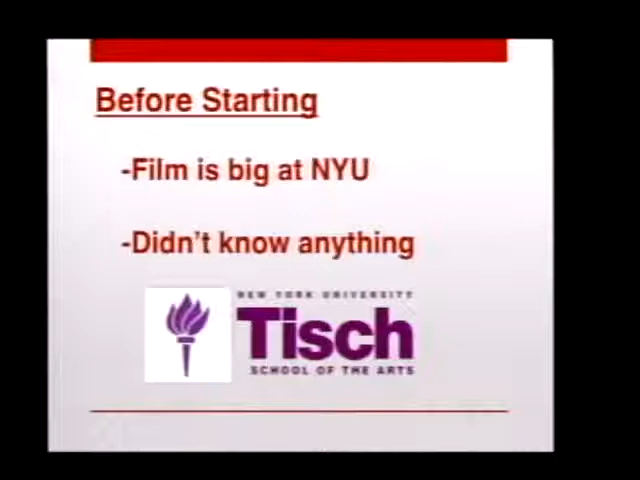 Before Starting
-Film is big at NYU
-Didn't know anything
NEW YORK UNIVERSITY
Tisch
SCHOOL OF THE ARTS